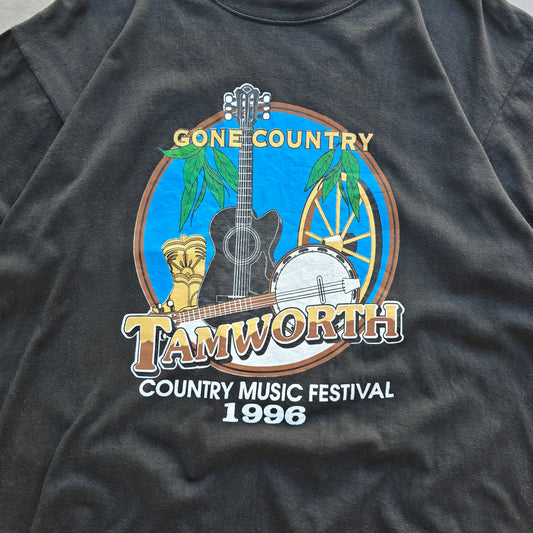 GONE COUNTRY
TAMWORTH
COUNTRY MUSIC FESTIVAL
1996